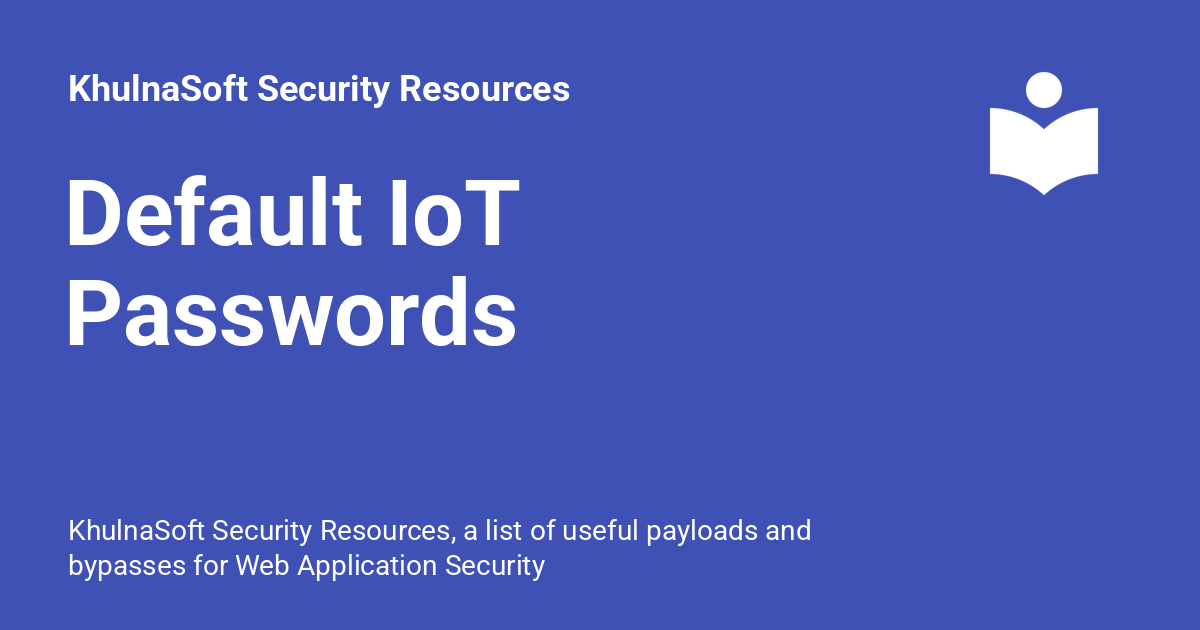 KhulnaSoft Security Resources
Default IoT
Passwords
KhulnaSoft Security Resources, a list of useful payloads and
bypasses for Web Application Security